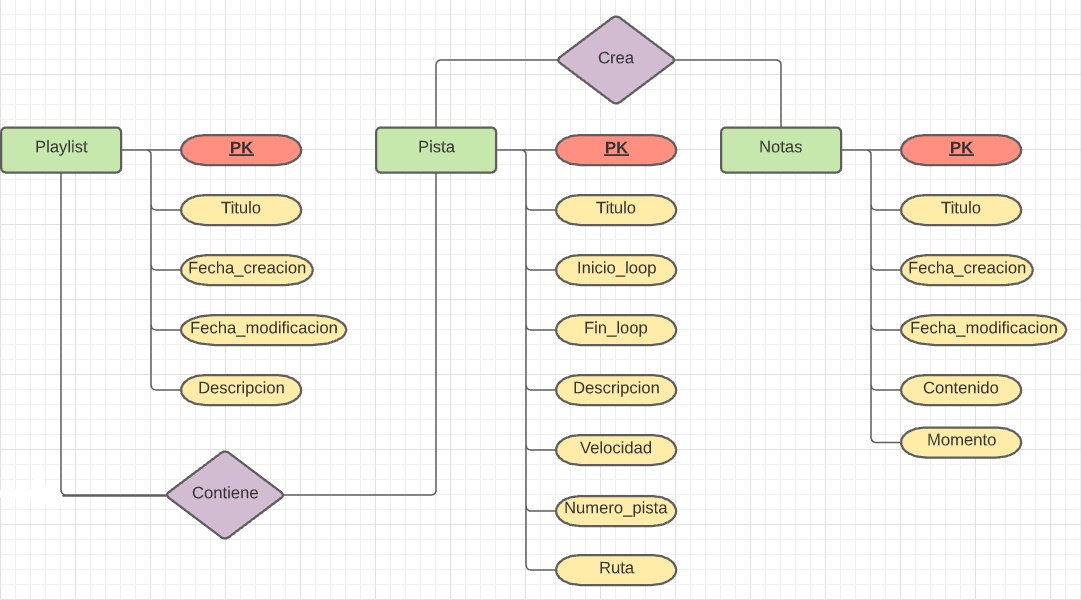 Crea
Playlist
PK
Titulo
Fecha_creacion
Fecha_modificacion
Descripcion
Contiene
Pista
PK
Titulo
Inicio_loop
Fin_loop
Descripcion
Velocidad
Numero_pista
Ruta
Notas
PK
Titulo
Fecha_creacion
Fecha_modificacion
Contenido
Momento